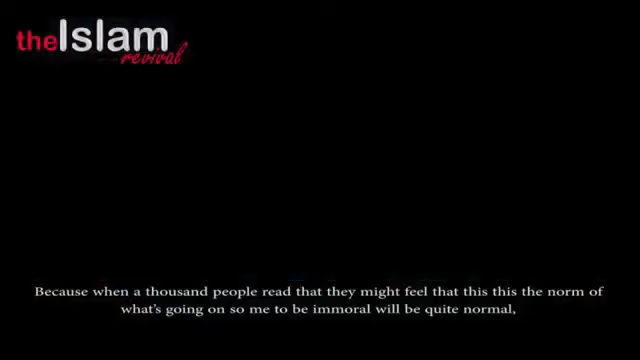 theIslam
revival
Because when a thousand people read that they might feel that this this the norm of
what's going on so me to be immoral will be quite normal,